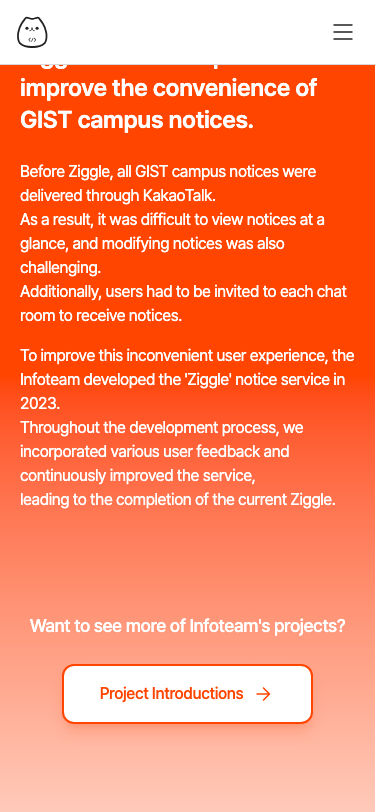 improve the convenience of
GIST campus notices.
Before Ziggle, all GIST campus notices were
delivered through KakaoTalk.
As a result, it was difficult to view notices at a
glance, and modifying notices was also
challenging.
Additionally, users had to be invited to each chat
room to receive notices.
To improve this inconvenient user experience, the
Infoteam developed the 'Ziggle' notice service in
2023.
Throughout the development process, we
incorporated various user feedback and
continuously improved the service,
leading to the completion of the current Ziggle.
Want to see more of Infoteam's projects?
Project Introductions